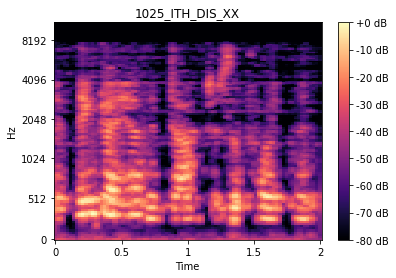 1025_ITH_DIS_XX
+0 dB
8192
-10 dB
4096
-20 dB
-30 dB
2048
-40 dB
Hz
1024
-50 dB
-60 dB
512
-70 dB
0
-80 dB
0 0.5 1 1.5 2
Time